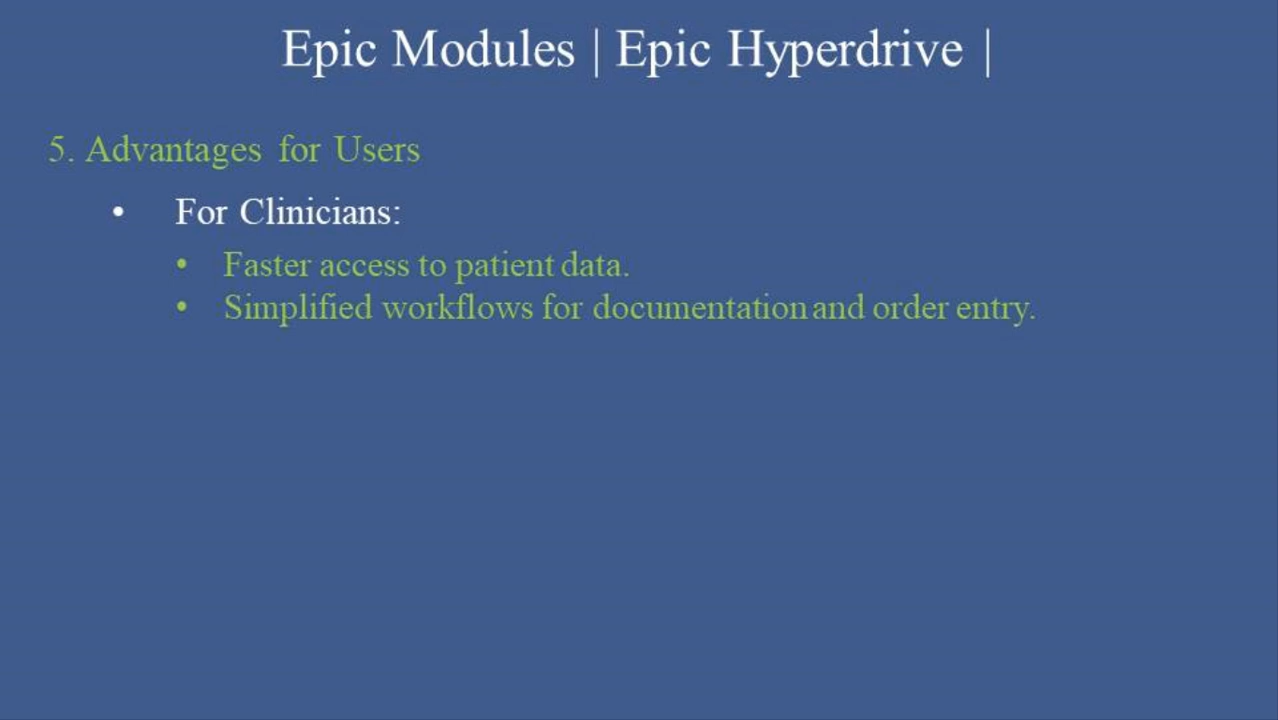 Epic Modules | Epic Hyperdrive |
5. Advantages for Users
• For Clinicians:
• Faster access to patient data.
• Simplified workflows for documentation and order entry.